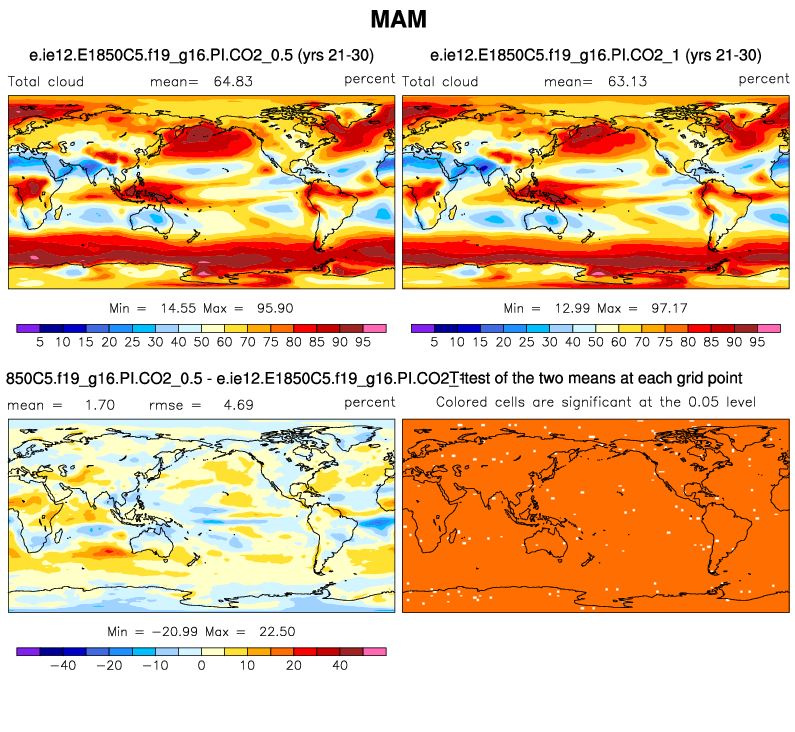 MAM
e.ie12.E1850C5.f19_g16.PI.CO2_0.5 (yrs 21-30)
Total cloud mean= 64.83 percent
Min = 14.55 Max = 95.90
5 10 15 20 25 30 40 50 60 70 75 80 85 90 95
e.ie12.E1850C5.f19_g16.PI.CO2_1 (yrs 21-30)
Total cloud mean= 63.13 percent
Min = 12.99 Max = 97.17
5 10 15 20 25 30 40 50 60 70 75 80 85 90 95
850C5.f19_g16.PI.CO2_0.5 - e.ie12.E1850C5.f19_g16.PI.CO2_
mean = 1.70 rmse = 4.69 percent
Min = −20.99 Max = 22.50
−40 −20 −10 0 10 20 40
test of the two means at each grid point
Colored cells are significant at the 0.05 level